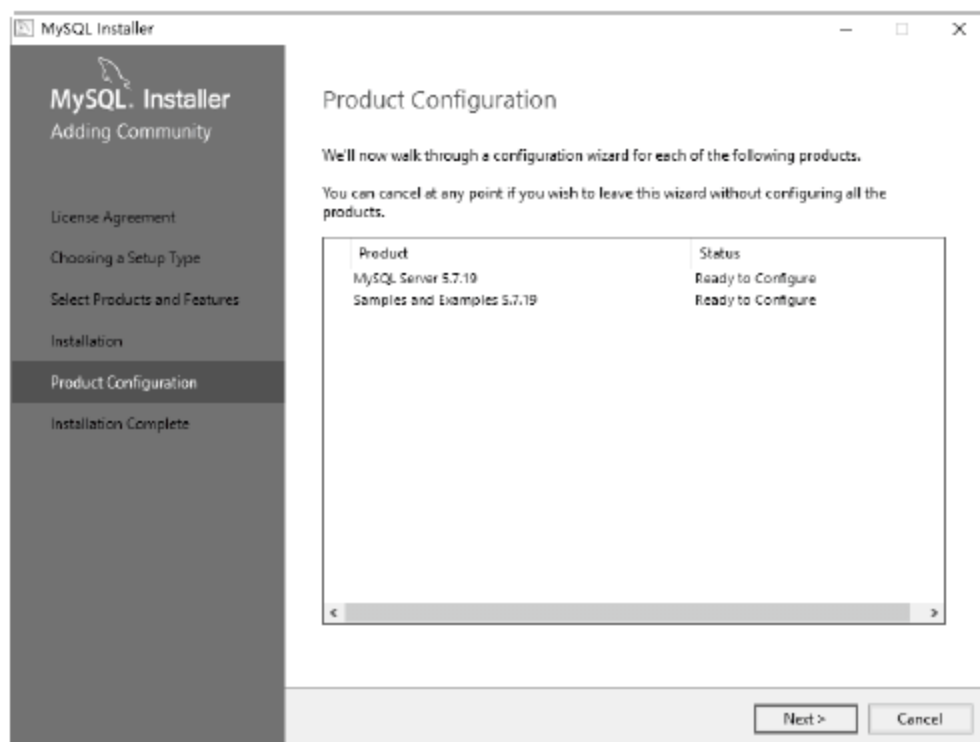 MySQL Installer
MySQL. Installer
Adding Community
License Agreement
Choosing a Setup Type
Select Products and Features
Installation
Product Configuration
Installation Complete
Product Configuration
We'll now walk through a configuration wizard for each of the following products.
You can cancel at any point if you wish to leave this wizard without configuring all the
products.
Product Status
MySQL Server 5.7.19 Ready to Configure
Samples and Examples 5.7.19 Ready to Configure
Next > Cancel